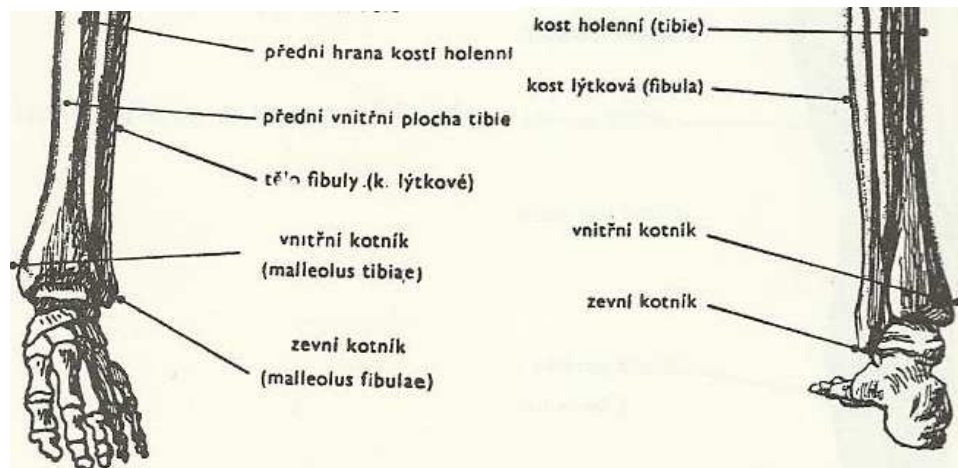 přední hrana kosti holenní
přední vnitřní plocha tibie
tělo fibuly (k. lýtkové)
vnitřní kotník
(malleolus tibiae)
zevní kotník
(malleolus fibulae)
kost holenní (tibie)
kost lýtková (fibula)
vnitřní kotník
zevní kotník